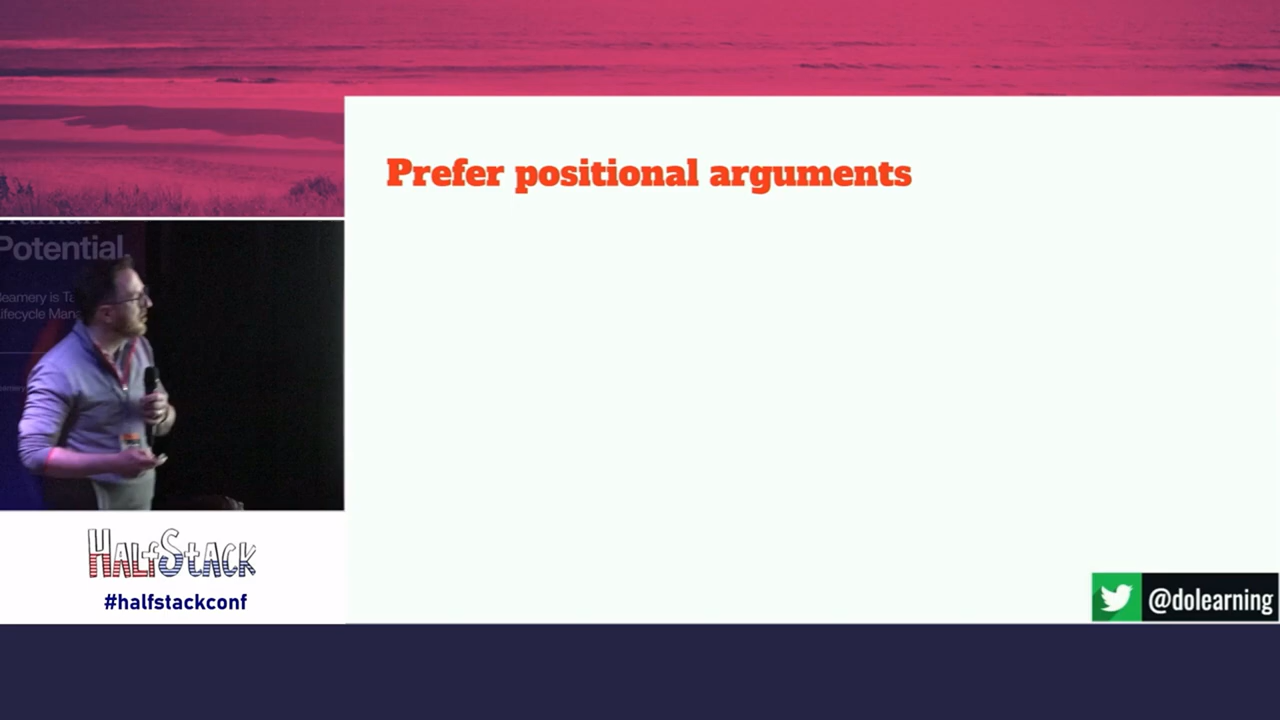 Prefer positional arguments
Potential.
HALFSTACK
#halfstackconf
@dolearning